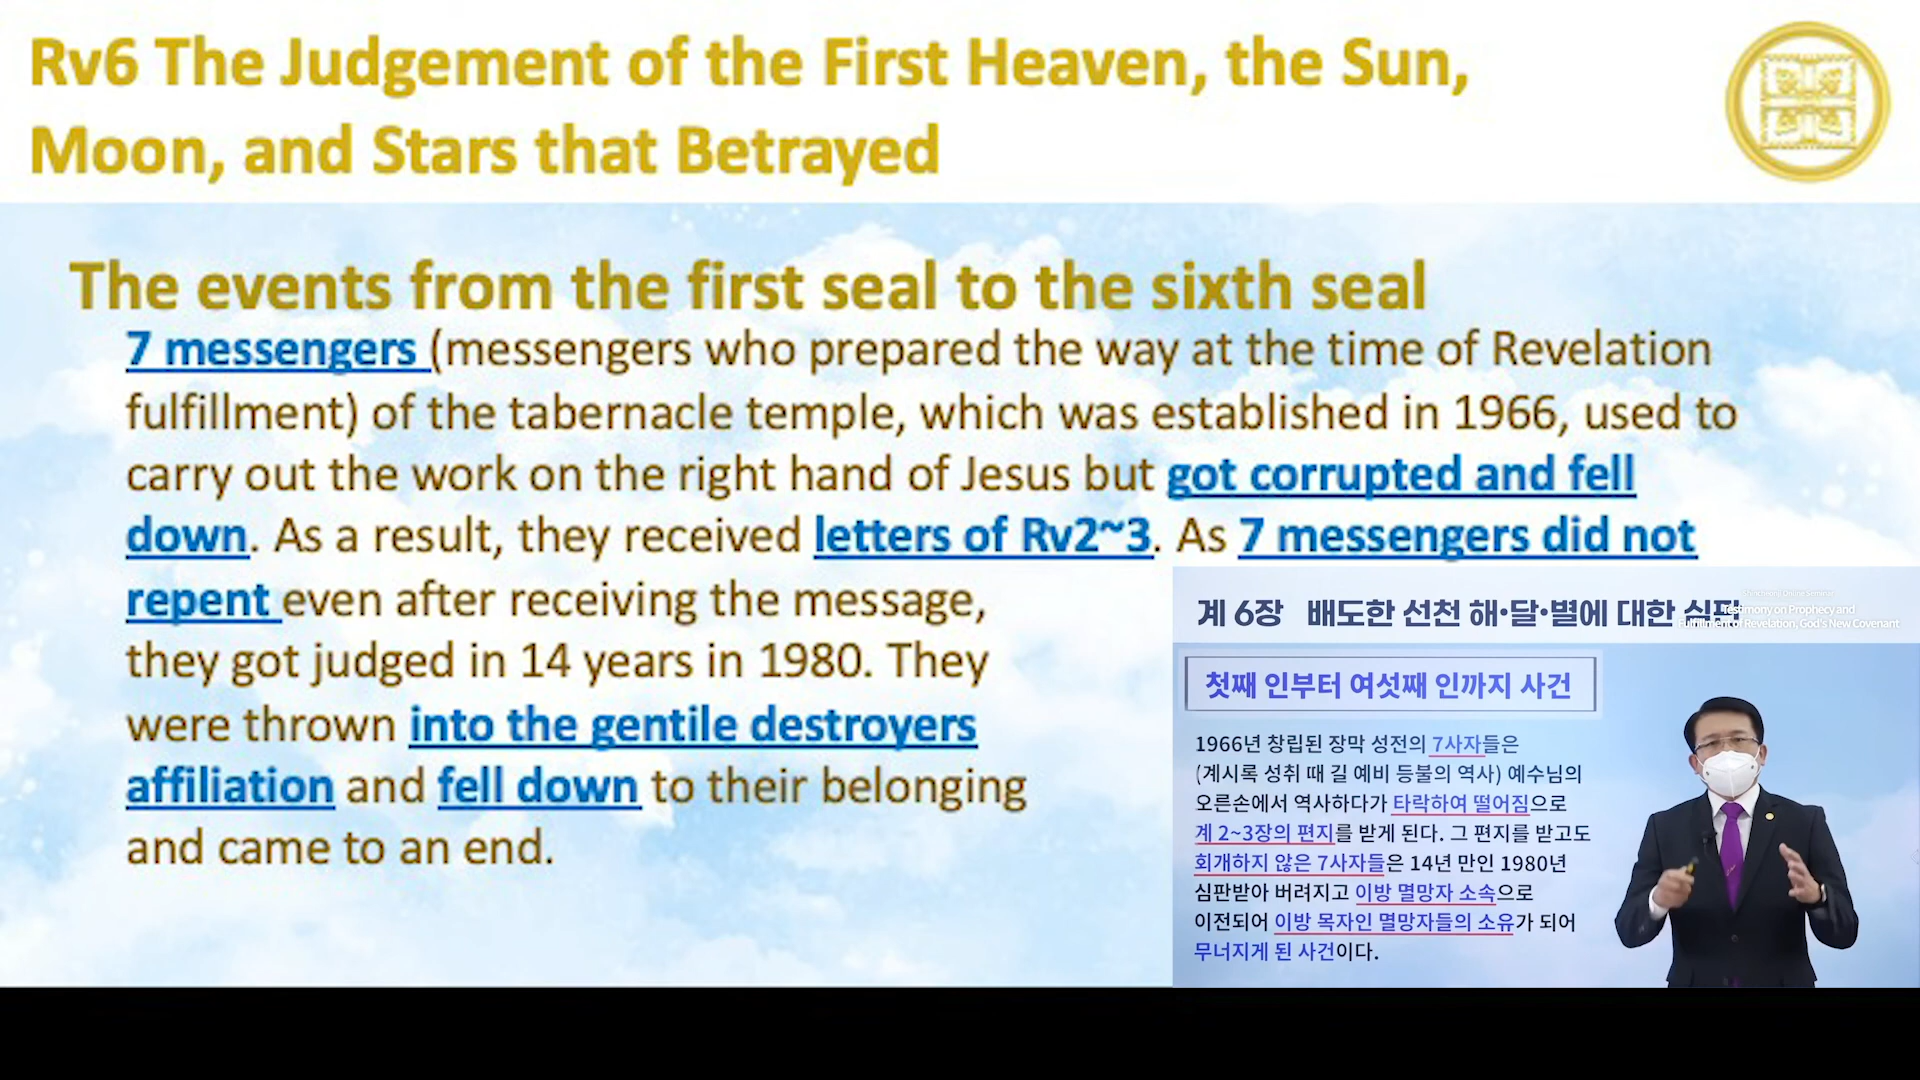 Rv6 The Judgement of the First Heaven, the Sun,
Moon, and Stars that Betrayed
The events from the first seal to the sixth seal
7 messengers (messengers who prepared the way at the time of Revelation
fulfillment) of the tabernacle temple, which was established in 1966, used to
carry out the work on the right hand of Jesus but got corrupted and fell
down. As a result, they received letters of Rv2~3. As 7 messengers did not
repent even after receiving the message,
they got judged in 14 years in 1980. They
were thrown into the gentile destroyers
affiliation and fell down to their belonging
and came to an end.
계 6장 배도한 선천 해·달·별에 대한 심판
Testimony on Prophecy and
Fulfillment of Revelation, God's New Covenant
첫째 인부터 여섯째 인까지 사건
1966년 창립된 장막 성전의 7사자들은
(계시록 성취 때 길 예비 등불의 역사) 예수님의
오른손에서 역사하다가 타락하여 떨어짐으로
계 2~3장의 편지를 받게 된다. 그 편지를 받고도
회개하지 않은 7사자들은 14년 만인 1980년
심판받아 버려지고 이방 멸망자 소속으로
이전되어 이방 목자인 멸망자들의 소유가 되어
무너지게 된 사건이다.